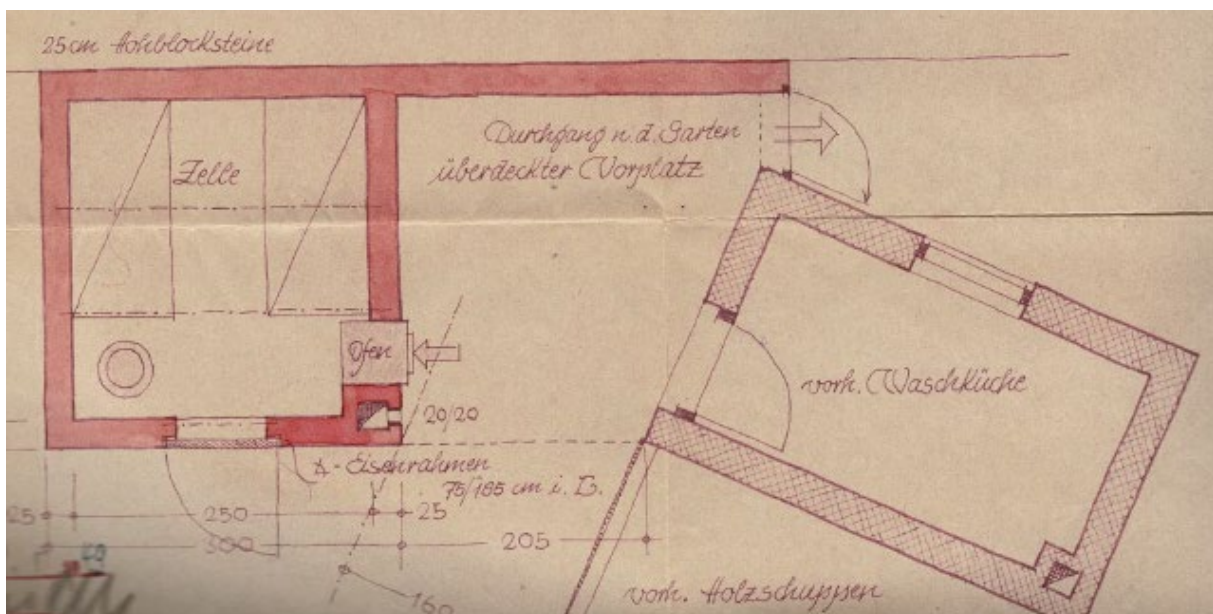 25 cm Hohlblocksteine
Durchgang n. d. Garten
überdeckter Vorplatz
Zelle
Ofen
vorh. Waschküche
20/20
Eisenrahmen
75/185 cm i. L.
25
250
25
300
205
160
vorh. Holzschuppen